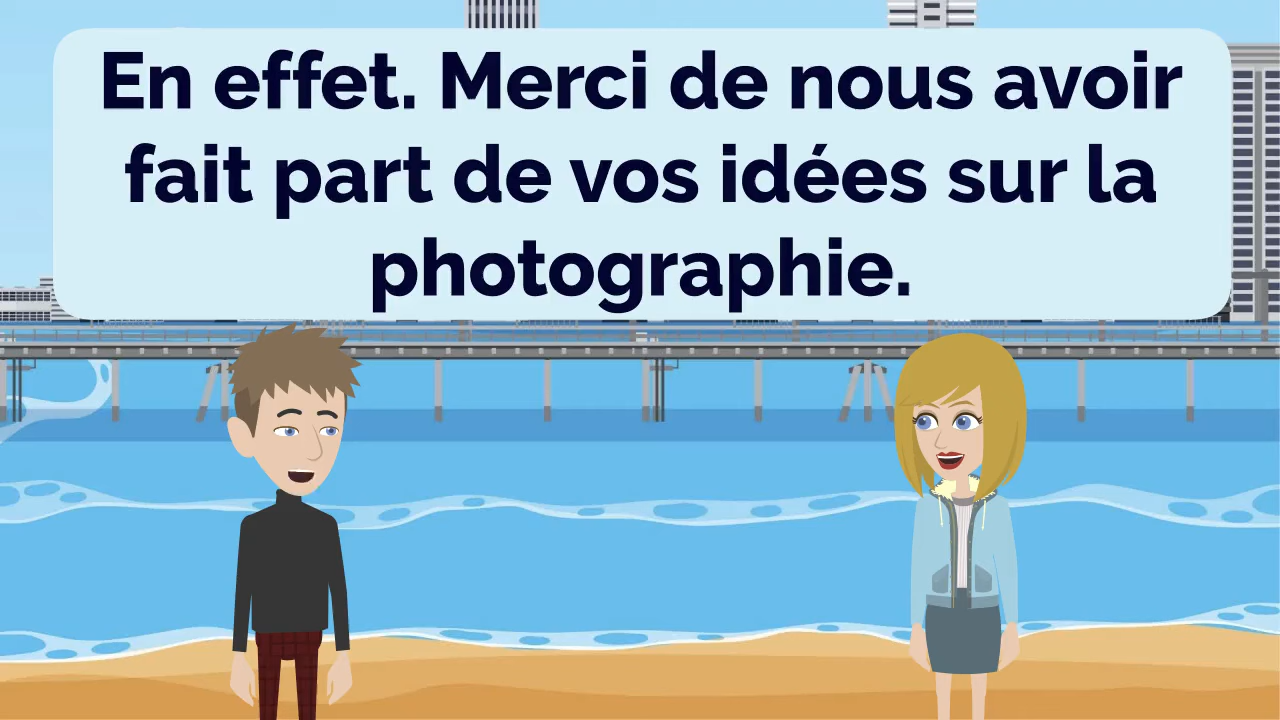 En effet. Merci de nous avoir
fait part de vos idées sur la
photographie.